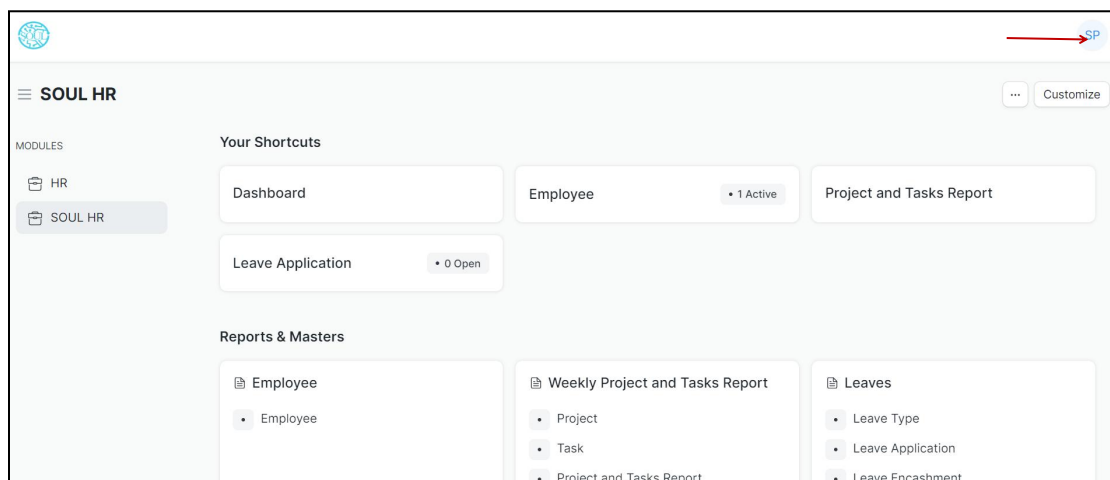 SOUL
SP
SOUL HR
...
Customize
MODULES
HR
SOUL HR
Your Shortcuts
Dashboard
Employee
• 1 Active
Project and Tasks Report
Leave Application
• 0 Open
Reports & Masters
Employee
• Employee
Weekly Project and Tasks Report
• Project
• Task
• Project and Tasks Report
Leaves
• Leave Type
• Leave Application
• Leave Encashment